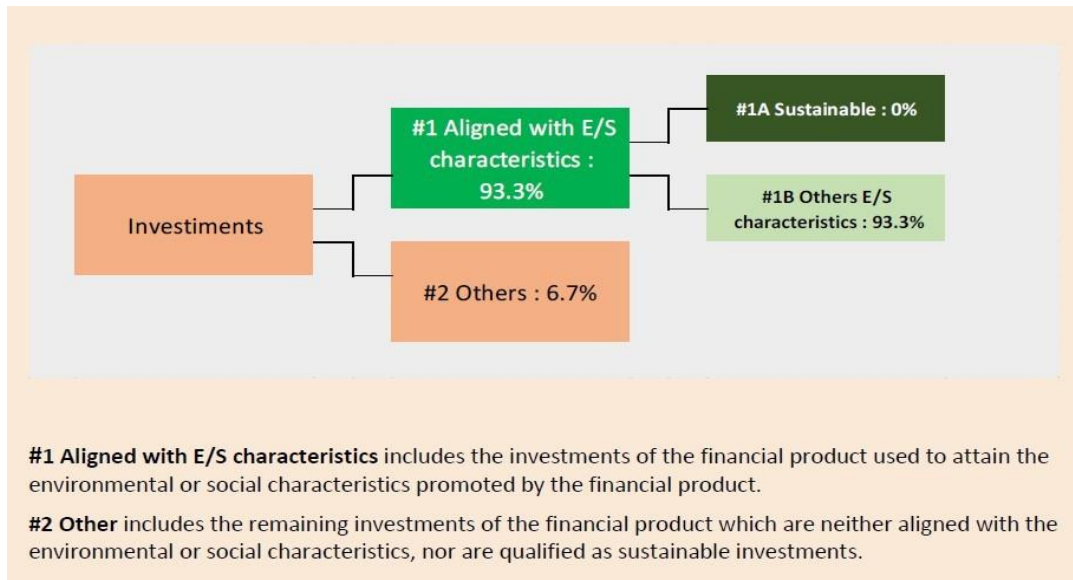 #1A Sustainable : 0%
#1 Aligned with E/S
characteristics :
93.3%
#1B Others E/S
characteristics : 93.3%
Investiments
#2 Others : 6.7%
#1 Aligned with E/S characteristics includes the investments of the financial product used to attain the
environmental or social characteristics promoted by the financial product.
#2 Other includes the remaining investments of the financial product which are neither aligned with the
environmental or social characteristics, nor are qualified as sustainable investments.